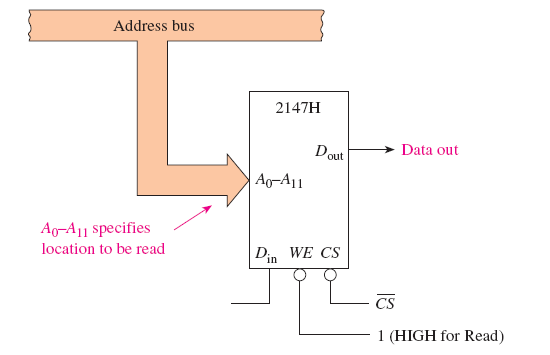 Address bus
2147H
D_out
Data out
A_0–A_11
A_0–A_11 specifies
location to be read
D_in WE CS
C̅S̅
1 (HIGH for Read)